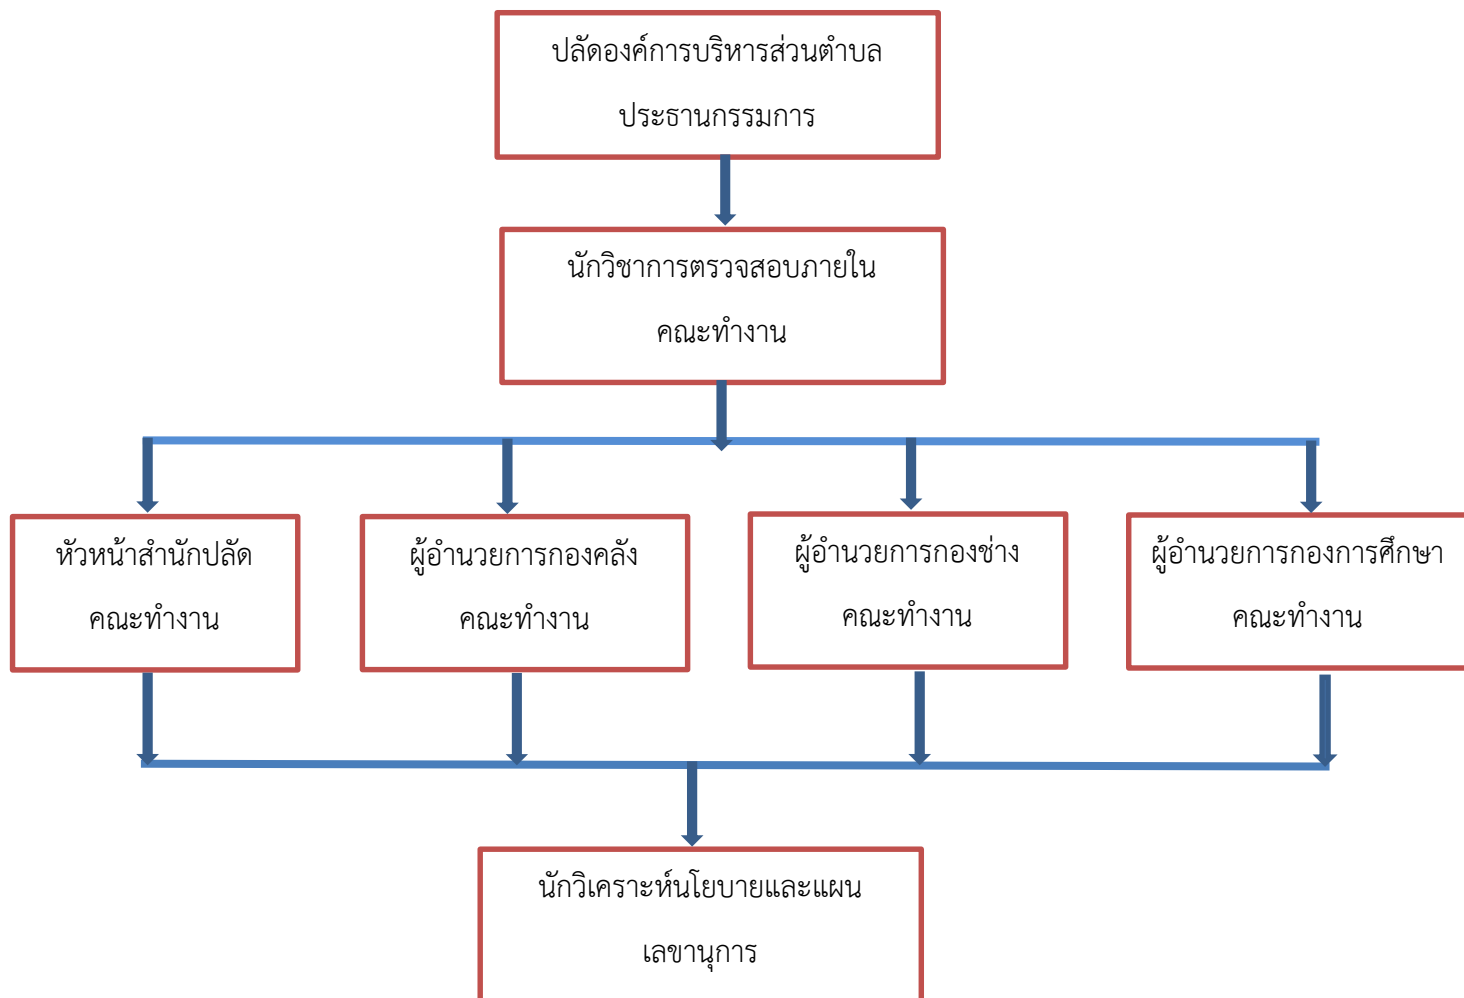 ปลัดองค์การบริหารส่วนตำบล
ประธานกรรมการ
นักวิชาการตรวจสอบภายใน
คณะทำงาน
หัวหน้าสำนักปลัด
คณะทำงาน
ผู้อำนวยการกองคลัง
คณะทำงาน
ผู้อำนวยการกองช่าง
คณะทำงาน
ผู้อำนวยการกองการศึกษา
คณะทำงาน
นักวิเคราะห์นโยบายและแผน
เลขานุการ